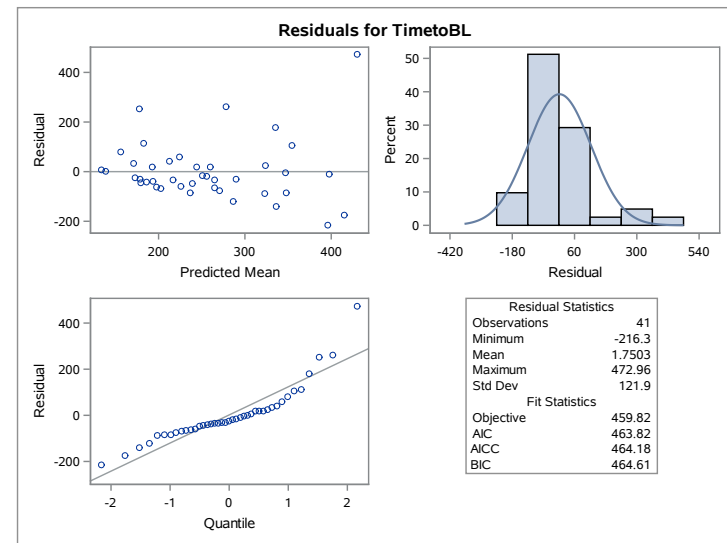 Residuals for TimetoBL
400
200
0
-200
Residual
200
300
400
Predicted Mean
50
40
30
20
10
0
Percent
-420
-180
60
300
540
Residual
400
200
0
-200
Residual
-2
-1
0
1
2
Quantile
Residual Statistics
Observations 41
Minimum -216.3
Mean 1.7503
Maximum 472.96
Std Dev 121.9
Fit Statistics
Objective 459.82
AIC 463.82
AICC 464.18
BIC 464.61